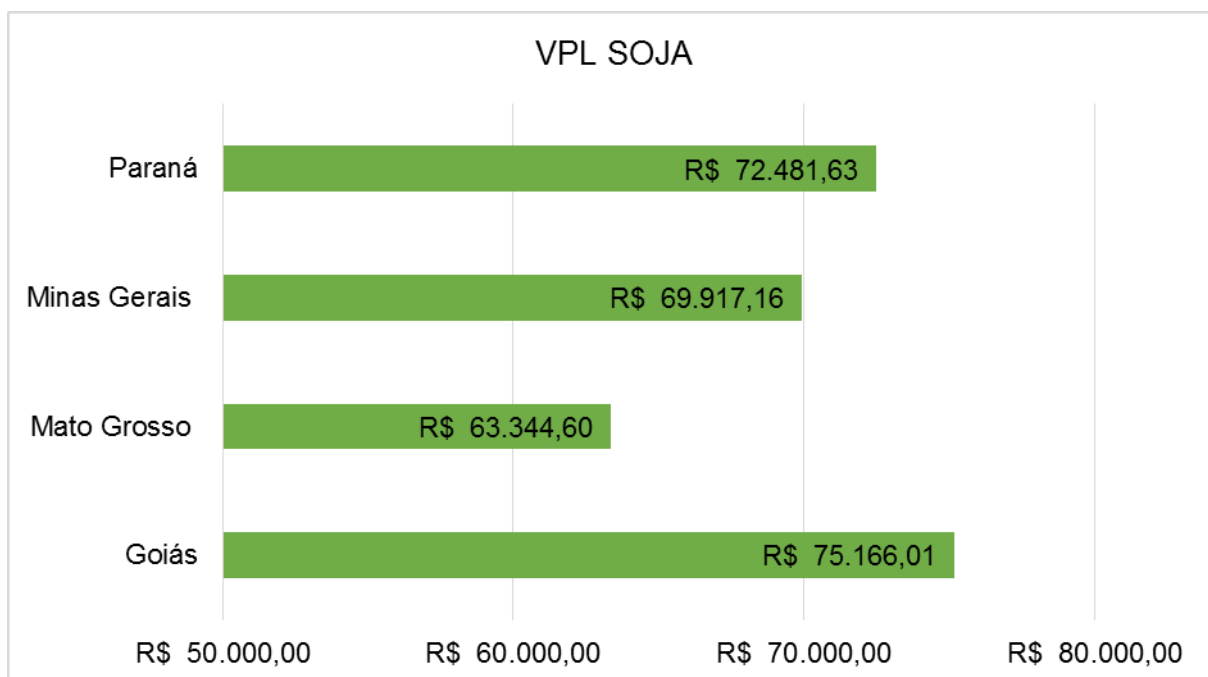 VPL SOJA
Paraná
R$ 72.481,63
Minas Gerais
R$ 69.917,16
Mato Grosso
R$ 63.344,60
Goiás
R$ 75.166,01
R$ 50.000,00
R$ 60.000,00
R$ 70.000,00
R$ 80.000,00